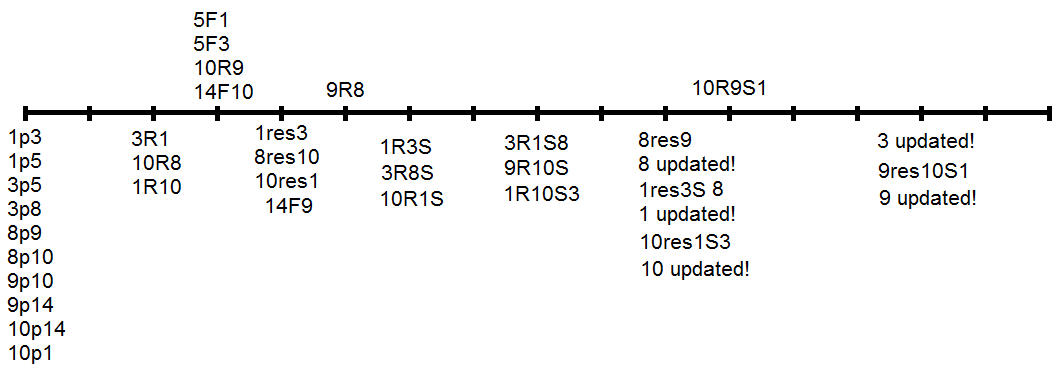 5F1
5F3
10R9
14F10
9R8
10R9S1
1p3
1p5
3p5
3p8
8p9
8p10
9p10
9p14
10p14
10p1
3R1
10R8
1R10
1res3
8res10
10res1
14F9
1R3S
3R8S
10R1S
3R1S8
9R10S
1R10S3
8res9
8 updated!
1res3S 8
1 updated!
10res1S3
10 updated!
3 updated!
9res10S1
9 updated!